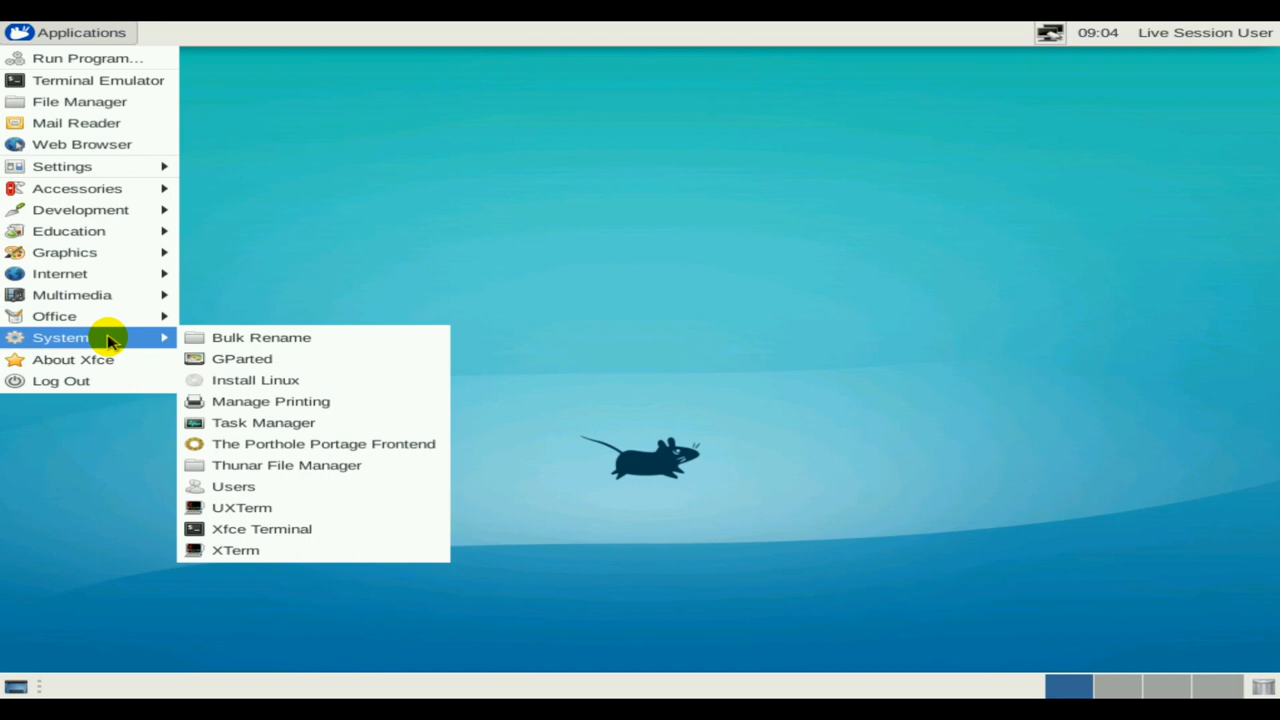 Applications
09:04
Live Session User
Run Program...
Terminal Emulator
File Manager
Mail Reader
Web Browser
Settings
Accessories
Development
Education
Graphics
Internet
Multimedia
Office
System
About Xfce
Log Out
Bulk Rename
GParted
Install Linux
Manage Printing
Task Manager
The Porthole Portage Frontend
Thunar File Manager
Users
UXTerm
Xfce Terminal
XTerm